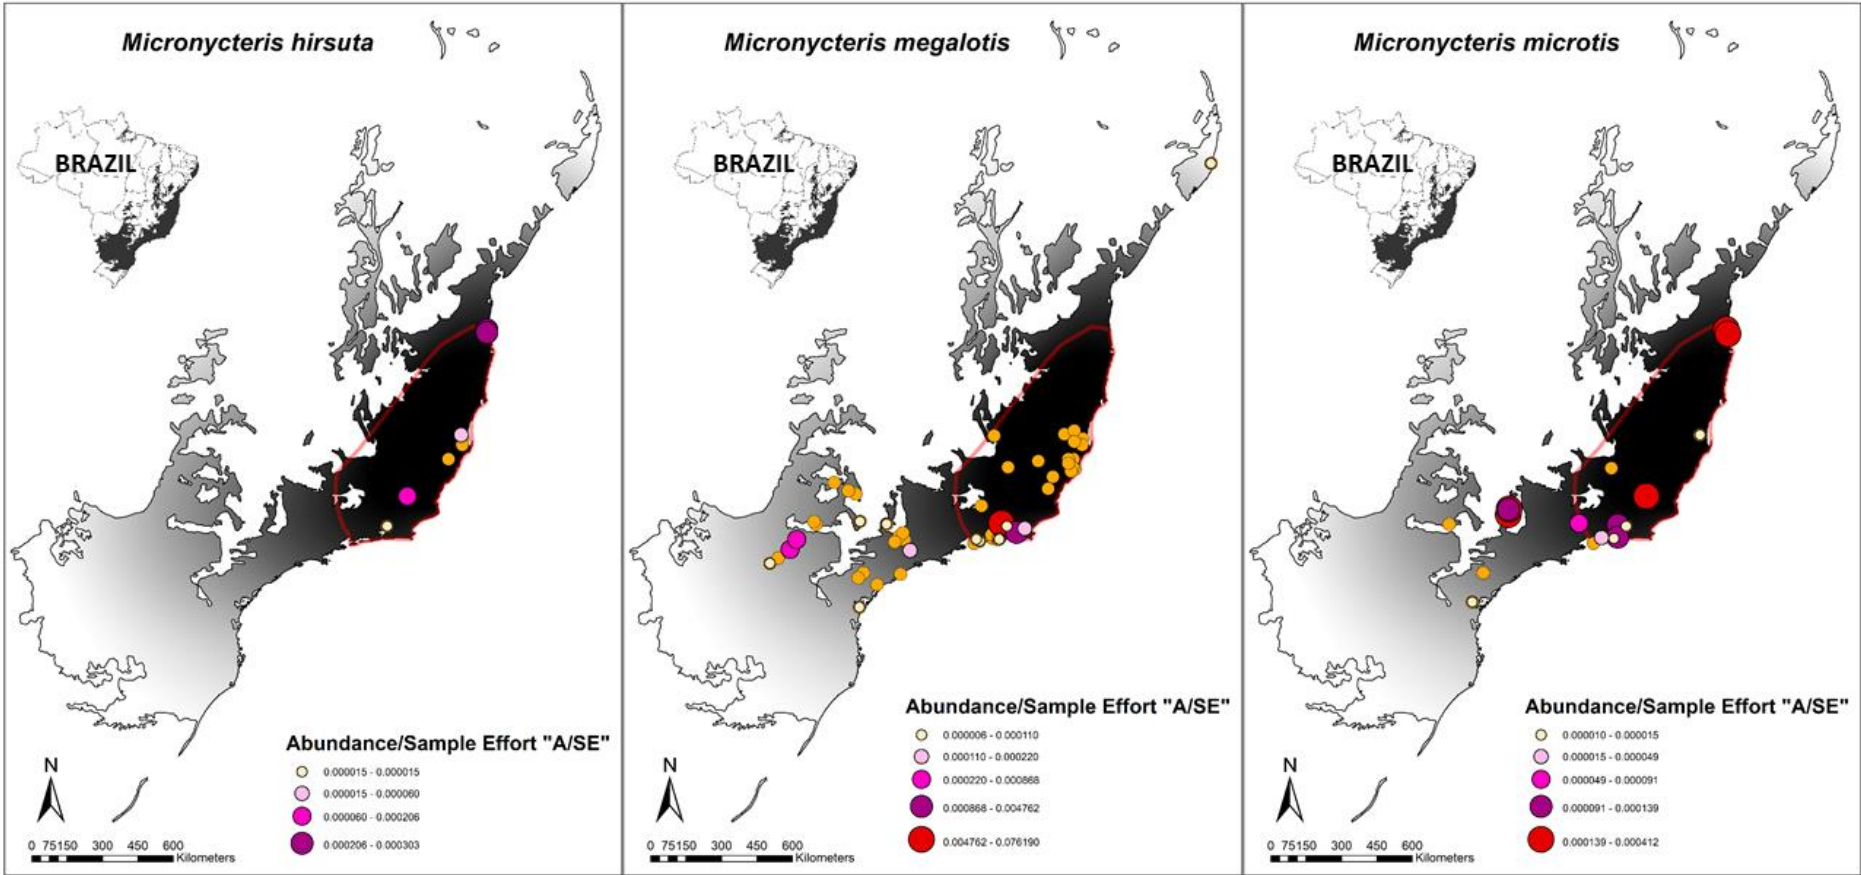 Micronycteris hirsuta
BRAZIL
Abundance/Sample Effort "A/SE"
0.000015 - 0.000015
0.000015 - 0.000060
0.000060 - 0.000206
0.000206 - 0.000303
N
0 75150 300 450 600
Kilometers
Micronycteris megalotis
BRAZIL
Abundance/Sample Effort "A/SE"
0.000006 - 0.000110
0.000110 - 0.000220
0.000220 - 0.000868
0.000868 - 0.004762
0.004762 - 0.076190
N
0 75150 300 450 600
Kilometers
Micronycteris microtis
BRAZIL
Abundance/Sample Effort "A/SE"
0.000010 - 0.000015
0.000015 - 0.000049
0.000049 - 0.000091
0.000091 - 0.000139
0.000139 - 0.000412
N
0 75150 300 450 600
Kilometers